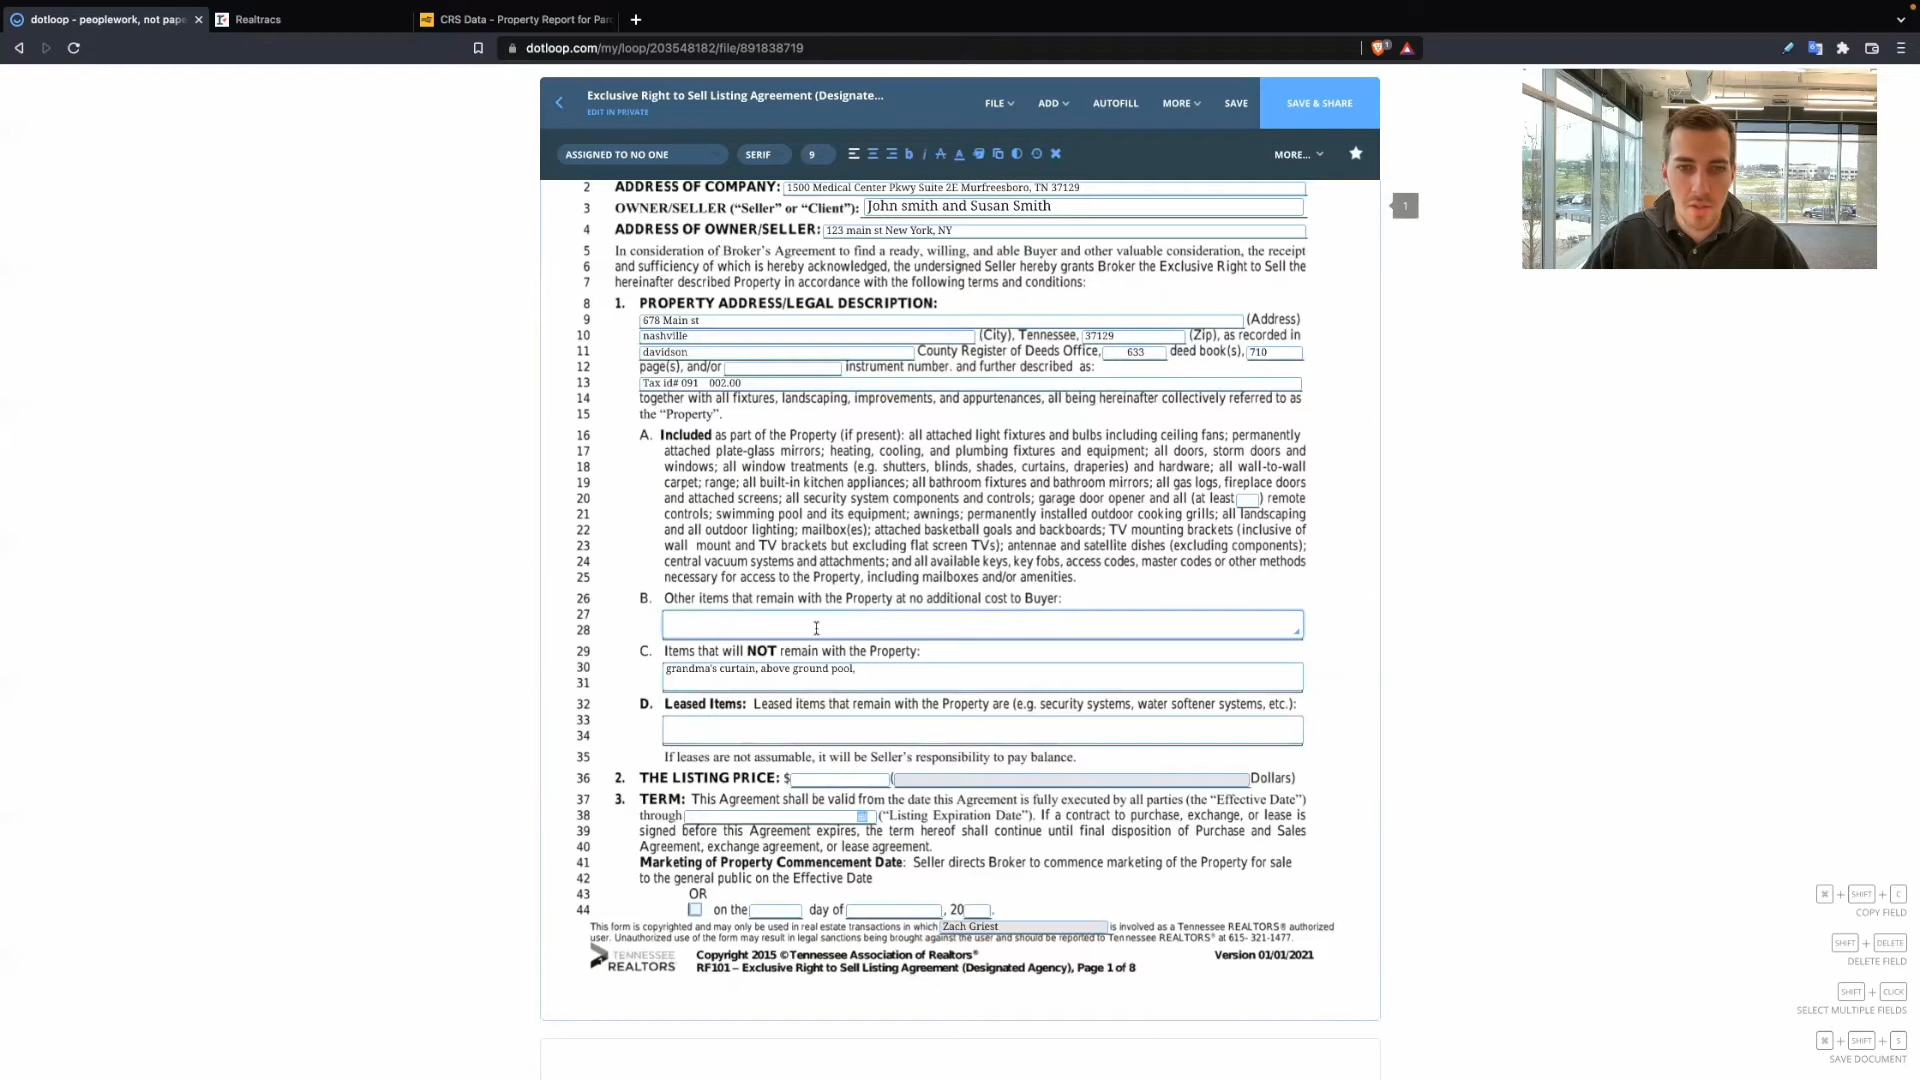 dotloop - peoplework, not pape
Realtracs
CRS Data - Property Report for Par
dotloop.com/my/loop/203548182/file/891838719
Exclusive Right to Sell Listing Agreement (Designate...
EDIT IN PRIVATE
FILE
ADD
AUTOFILL
MORE
SAVE
SAVE & SHARE
ASSIGNED TO NO ONE
SERIF
9
MORE...
1
2 ADDRESS OF COMPANY: 1500 Medical Center Pkwy Suite 2E Murfreesboro, TN 37129
3 OWNER/SELLER (“Seller” or “Client”): John smith and Susan Smith
4 ADDRESS OF OWNER/SELLER: 123 main st New York, NY
5 In consideration of Broker’s Agreement to find a ready, willing, and able Buyer and other valuable consideration, the receipt
6 and sufficiency of which is hereby acknowledged, the undersigned Seller hereby grants Broker the Exclusive Right to Sell the
7 hereinafter described Property in accordance with the following terms and conditions:
8 1. PROPERTY ADDRESS/LEGAL DESCRIPTION:
9 678 Main st (Address)
10 nashville (City), Tennessee, 37129 (Zip), as recorded in
11 davidson County Register of Deeds Office, 633 deed book(s), 710
12 page(s), and/or instrument number. and further described as:
13 Tax id# 091 002.00
14 together with all fixtures, landscaping, improvements, and appurtenances, all being hereinafter collectively referred to as
15 the “Property”.
16 A. Included as part of the Property (if present): all attached light fixtures and bulbs including ceiling fans; permanently
17 attached plate-glass mirrors; heating, cooling, and plumbing fixtures and equipment; all doors, storm doors and
18 windows; all window treatments (e.g. shutters, blinds, shades, curtains, draperies) and hardware; all wall-to-wall
19 carpet; range; all built-in kitchen appliances; all bathroom fixtures and bathroom mirrors; all gas logs, fireplace doors
20 and attached screens; all security system components and controls; garage door opener and all (at least ) remote
21 controls; swimming pool and its equipment; awnings; permanently installed outdoor cooking grills; all landscaping
22 and all outdoor lighting; mailbox(es); attached basketball goals and backboards; TV mounting brackets (inclusive of
23 wall mount and TV brackets but excluding flat screen TVs); antennae and satellite dishes (excluding components);
24 central vacuum systems and attachments; and all available keys, key fobs, access codes, master codes or other methods
25 necessary for access to the Property, including mailboxes and/or amenities.
26 B. Other items that remain with the Property at no additional cost to Buyer:
27
28
29 C. Items that will NOT remain with the Property:
30 grandma's curtain, above ground pool,
31
32 D. Leased Items: Leased items that remain with the Property are (e.g. security systems, water softener systems, etc.):
33
34
35 If leases are not assumable, it will be Seller’s responsibility to pay balance.
36 2. THE LISTING PRICE: $ ( Dollars)
37 3. TERM: This Agreement shall be valid from the date this Agreement is fully executed by all parties (the “Effective Date”)
38 through (“Listing Expiration Date”). If a contract to purchase, exchange, or lease is
39 signed before this Agreement expires, the term hereof shall continue until final disposition of Purchase and Sales
40 Agreement, exchange agreement, or lease agreement.
41 Marketing of Property Commencement Date: Seller directs Broker to commence marketing of the Property for sale
42 to the general public on the Effective Date
43 OR
44 on the day of , 20 .
This form is copyrighted and may only be used in real estate transactions in which Zach Griest is involved as a Tennessee REALTORS® authorized
user. Unauthorized use of the form may result in legal sanctions being brought against the user and should be reported to Tennessee REALTORS® at 615- 321-1477.
TENNESSEE
REALTORS
Copyright 2015 © Tennessee Association of Realtors®
RF101 – Exclusive Right to Sell Listing Agreement (Designated Agency), Page 1 of 8
Version 01/01/2021
⌘ + SHIFT + C
COPY FIELD
SHIFT + DELETE
DELETE FIELD
SHIFT + CLICK
SELECT MULTIPLE FIELDS
⌘ + SHIFT + S
SAVE DOCUMENT